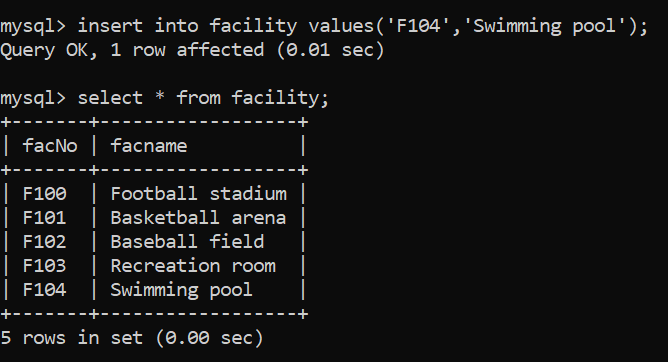 mysql> insert into facility values('F104','Swimming pool');
Query OK, 1 row affected (0.01 sec)

mysql> select * from facility;
+-------+------------------+
| facNo | facname          |
+-------+------------------+
| F100  | Football stadium |
| F101  | Basketball arena |
| F102  | Baseball field   |
| F103  | Recreation room  |
| F104  | Swimming pool    |
+-------+------------------+
5 rows in set (0.00 sec)